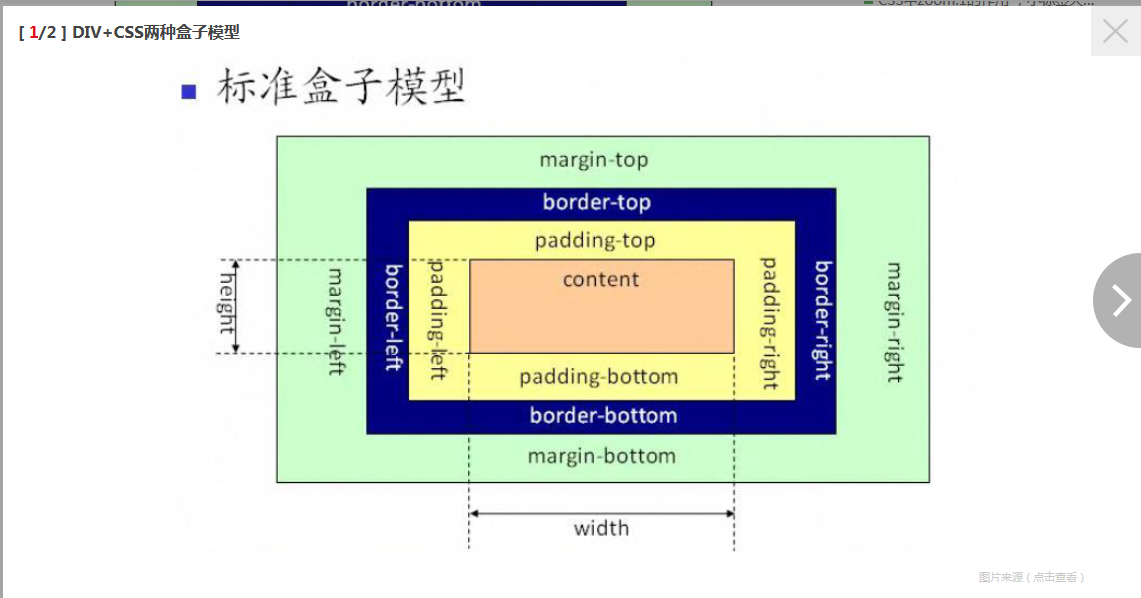 [ 1/2 ] DIV+CSS两种盒子模型
标准盒子模型
margin-top
border-top
padding-top
content
height
margin-left
border-left
padding-left
padding-right
border-right
margin-right
padding-bottom
border-bottom
margin-bottom
width
图片来源（点击查看）